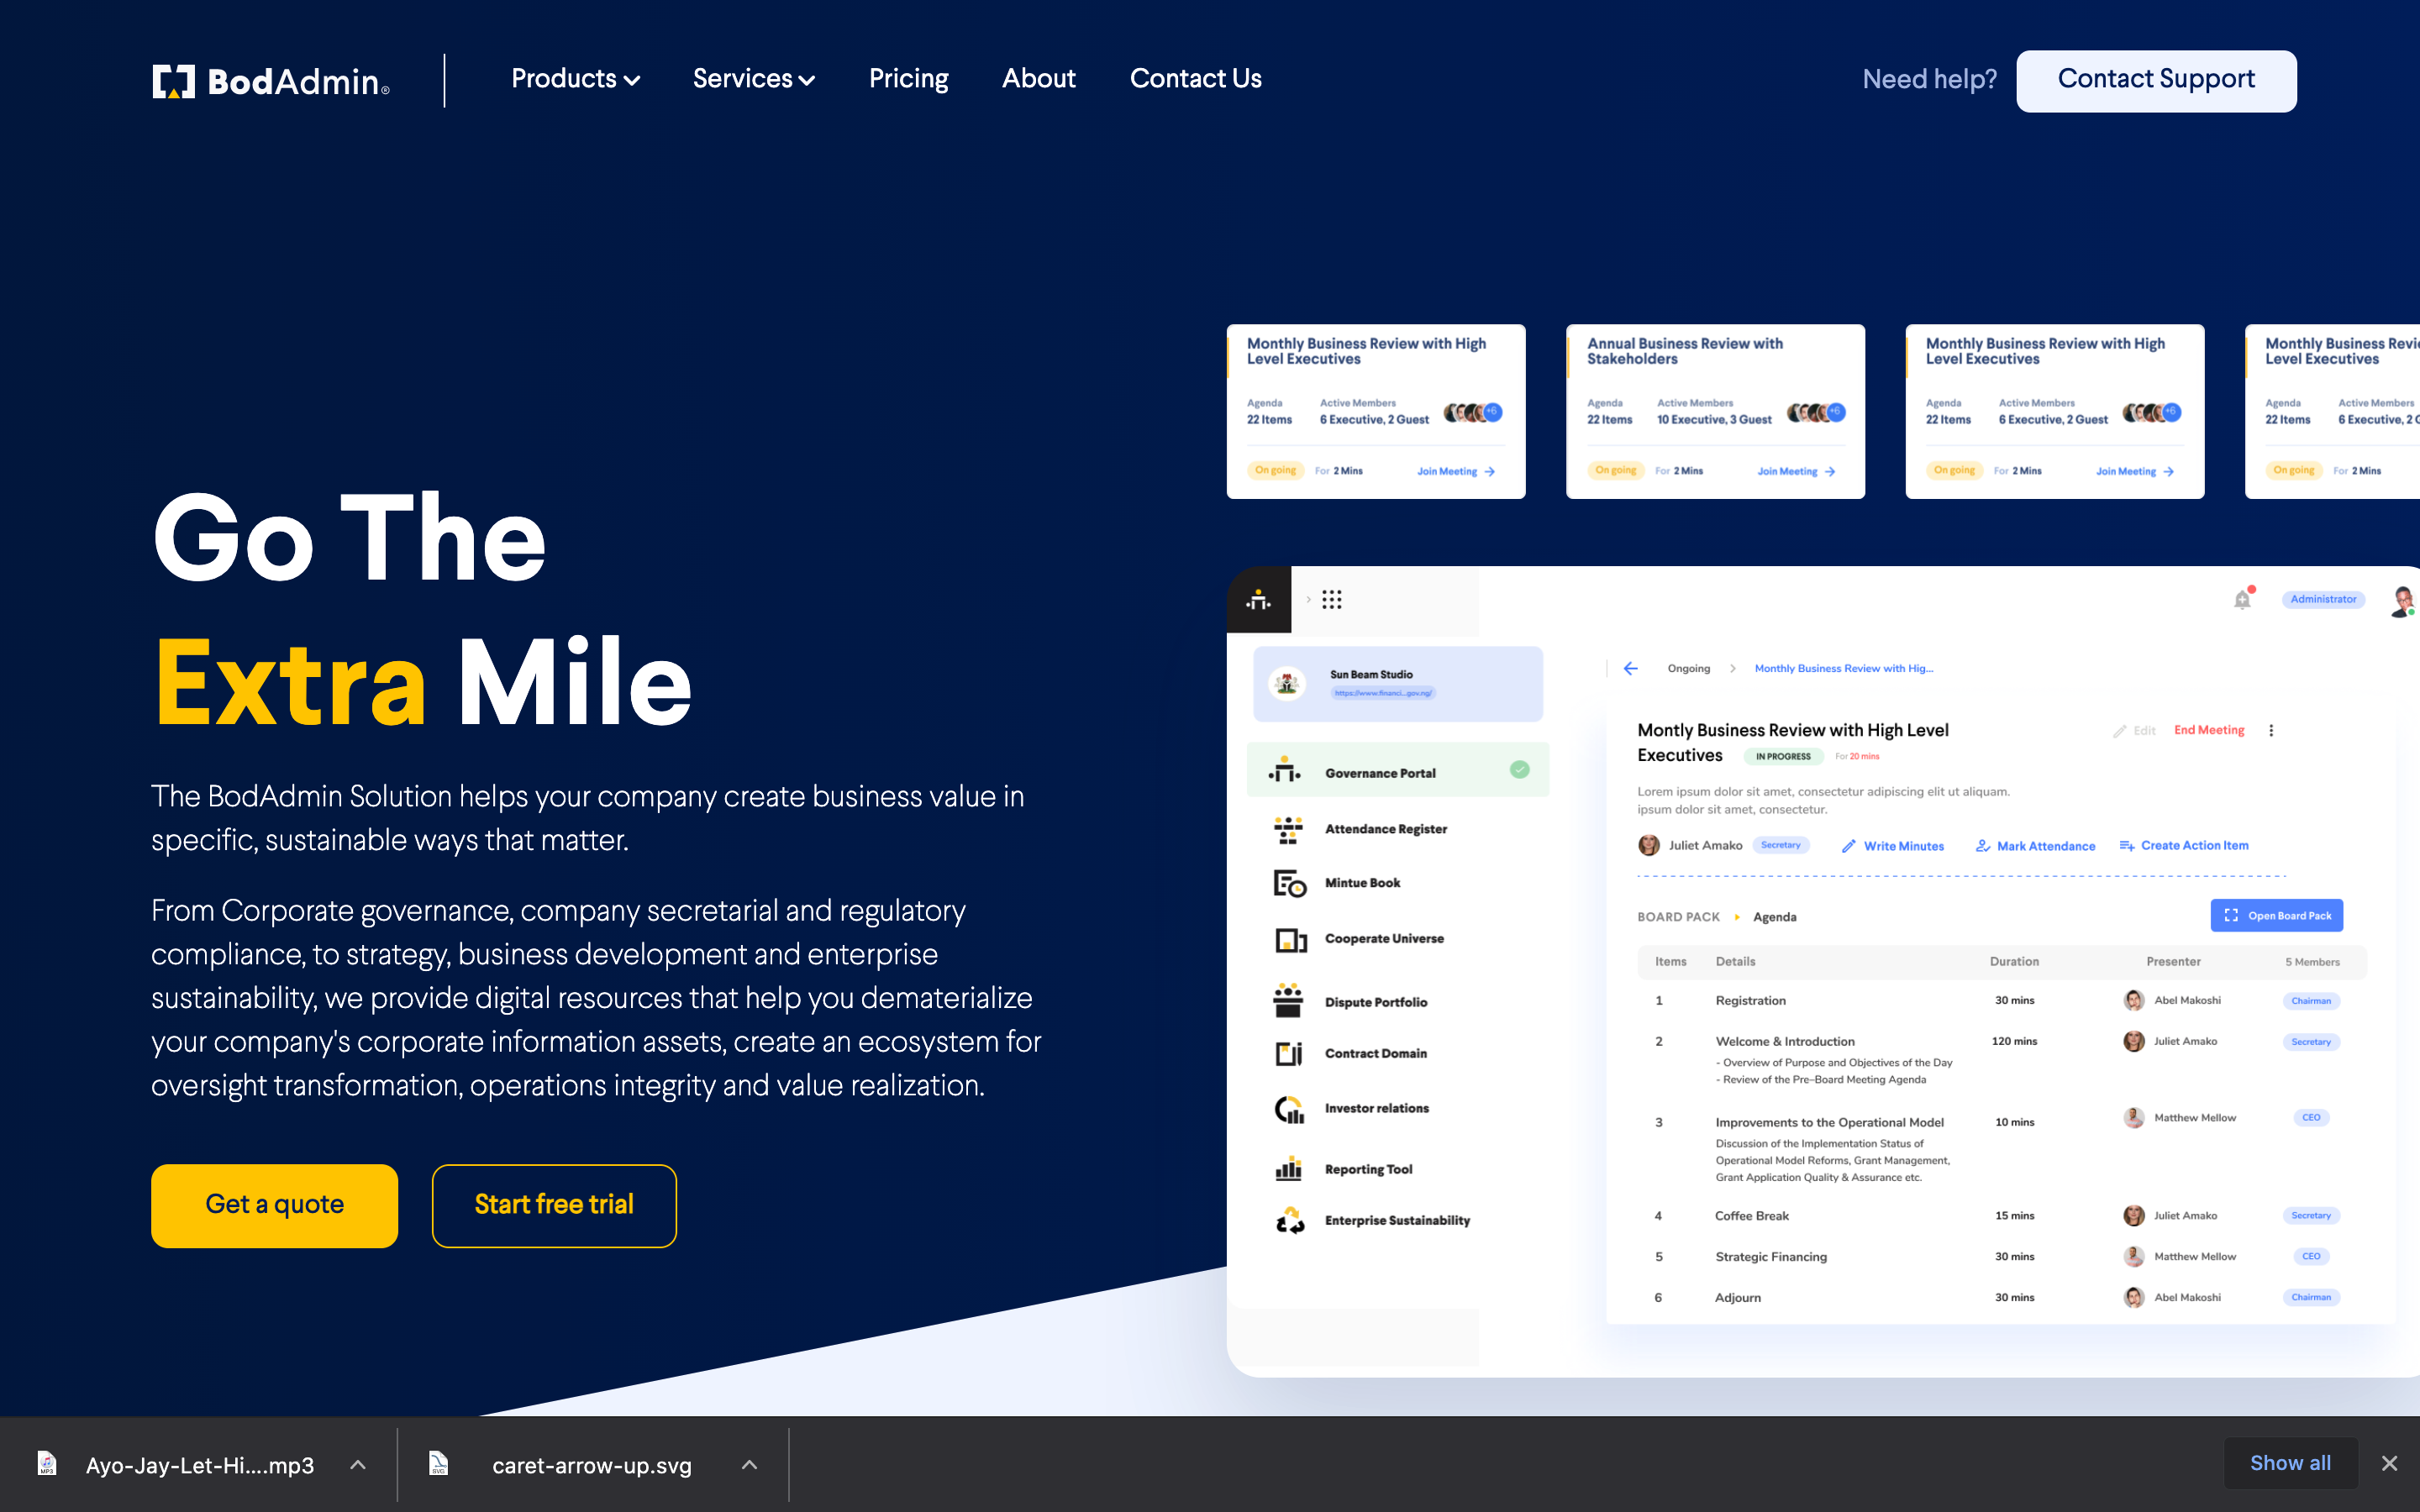 BodAdmin®
Products
Services
Pricing
About
Contact Us
Need help?
Contact Support
Go The
Extra Mile
The BodAdmin Solution helps your company create business value in
specific, sustainable ways that matter.
From Corporate governance, company secretarial and regulatory
compliance, to strategy, business development and enterprise
sustainability, we provide digital resources that help you dematerialize
your company's corporate information assets, create an ecosystem for
oversight transformation, operations integrity and value realization.
Get a quote
Start free trial
Monthly Business Review with High
Level Executives
Agenda
Active Members
22 Items
6 Executive, 2 Guest
+6
On going
For 2 Mins
Join Meeting
Annual Business Review with
Stakeholders
Agenda
Active Members
22 Items
10 Executive, 3 Guest
+6
On going
For 2 Mins
Join Meeting
Monthly Business Review with High
Level Executives
Agenda
Active Members
22 Items
6 Executive, 2 Guest
+6
On going
For 2 Mins
Join Meeting
Monthly Business Revi
Level Executives
Agenda
Active Members
22 Items
6 Executive, 2 G
On going
For 2 Mins
Administrator
Sun Beam Studio
https://www.financi...gov.ng/
Governance Portal
Attendance Register
Mintue Book
Cooperate Universe
Dispute Portfolio
Contract Domain
Investor relations
Reporting Tool
Enterprise Sustainability
Ongoing
Monthly Business Review with Hig...
Montly Business Review with High Level
Executives
IN PROGRESS
For 20 mins
Edit
End Meeting
Lorem ipsum dolor sit amet, consectetur adipiscing elit ut aliquam.
ipsum dolor sit amet, consectetur.
Juliet Amako
Secretary
Write Minutes
Mark Attendance
Create Action Item
BOARD PACK
Agenda
Open Board Pack
Items Details Duration Presenter 5 Members
1 Registration 30 mins Abel Makoshi Chairman
2 Welcome & Introduction 120 mins Juliet Amako Secretary
- Overview of Purpose and Objectives of the Day
- Review of the Pre–Board Meeting Agenda
3 Improvements to the Operational Model 10 mins Matthew Mellow CEO
Discussion of the Implementation Status of
Operational Model Reforms, Grant Management,
Grant Application Quality & Assurance etc.
4 Coffee Break 15 mins Juliet Amako Secretary
5 Strategic Financing 30 mins Matthew Mellow CEO
6 Adjourn 30 mins Abel Makoshi Chairman
MP3
Ayo-Jay-Let-Hi....mp3
SVG
caret-arrow-up.svg
Show all